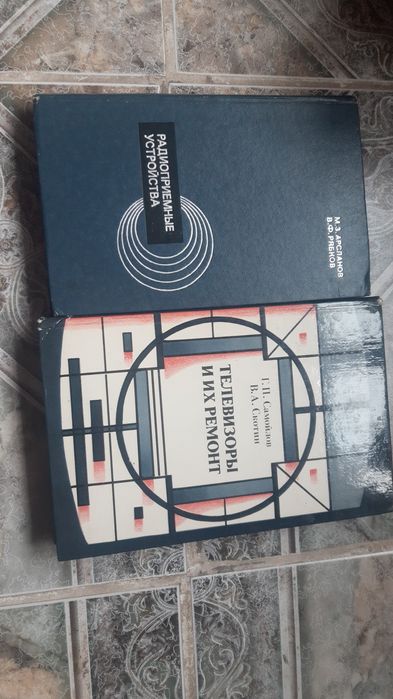 М. З. АРСЛАНОВ
В. Ф. РЯБКОВ
РАДИОПРИЕМНЫЕ
УСТРОЙСТВА
Г. П. Самойлов
В. А. Скотин
ТЕЛЕВИЗОРЫ
И ИХ РЕМОНТ